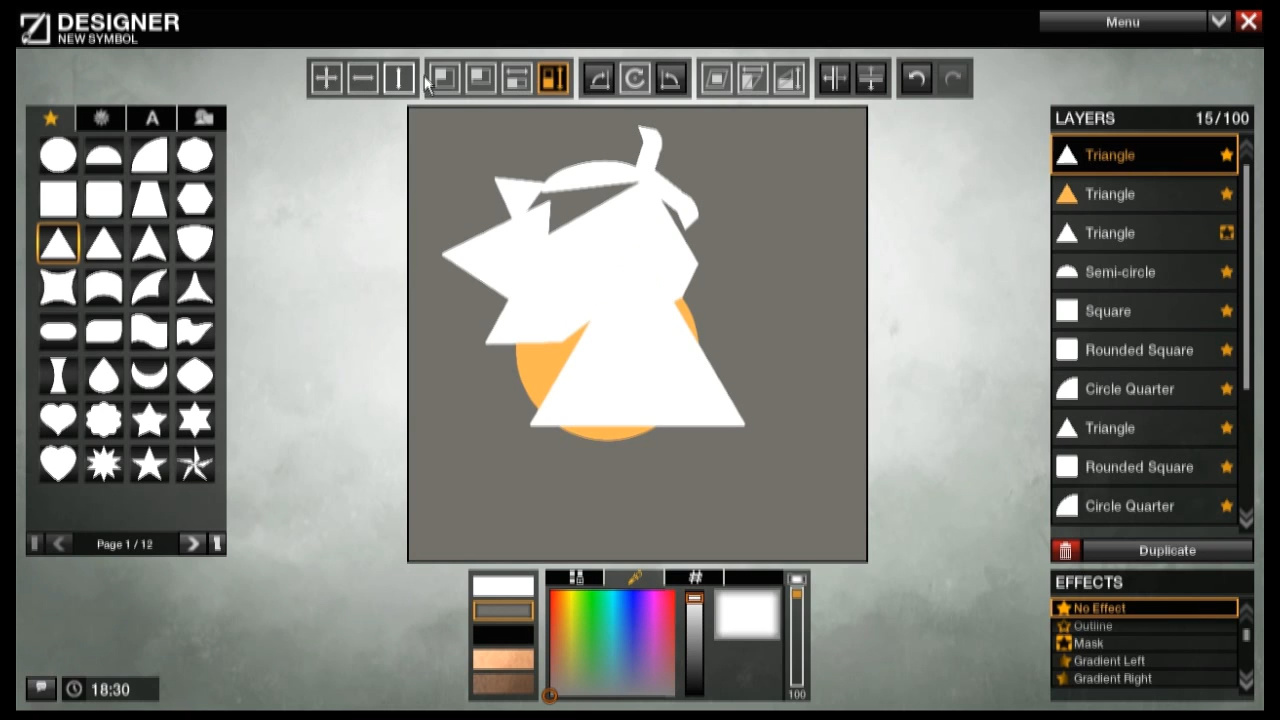 DESIGNER
NEW SYMBOL
Menu
A
LAYERS 15/100
Triangle
Triangle
Triangle
Semi-circle
Square
Rounded Square
Circle Quarter
Triangle
Rounded Square
Circle Quarter
Page 1 / 12
Duplicate
#
EFFECTS
No Effect
Outline
Mask
Gradient Left
Gradient Right
100
18:30